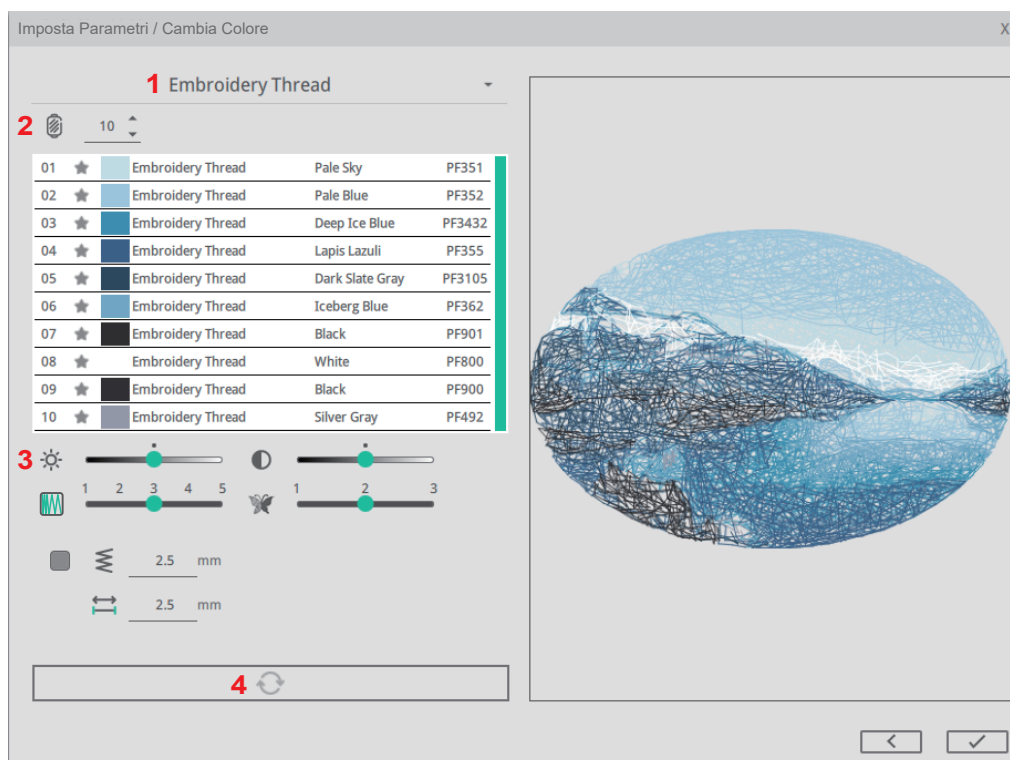 Imposta Parametri / Cambia Colore X
1 Embroidery Thread
2 10
01 Embroidery Thread Pale Sky PF351
02 Embroidery Thread Pale Blue PF352
03 Embroidery Thread Deep Ice Blue PF3432
04 Embroidery Thread Lapis Lazuli PF355
05 Embroidery Thread Dark Slate Gray PF3105
06 Embroidery Thread Iceberg Blue PF362
07 Embroidery Thread Black PF901
08 Embroidery Thread White PF800
09 Embroidery Thread Black PF900
10 Embroidery Thread Silver Gray PF492
3
1 2 3 4 5 1 2 3
2.5 mm
2.5 mm
4